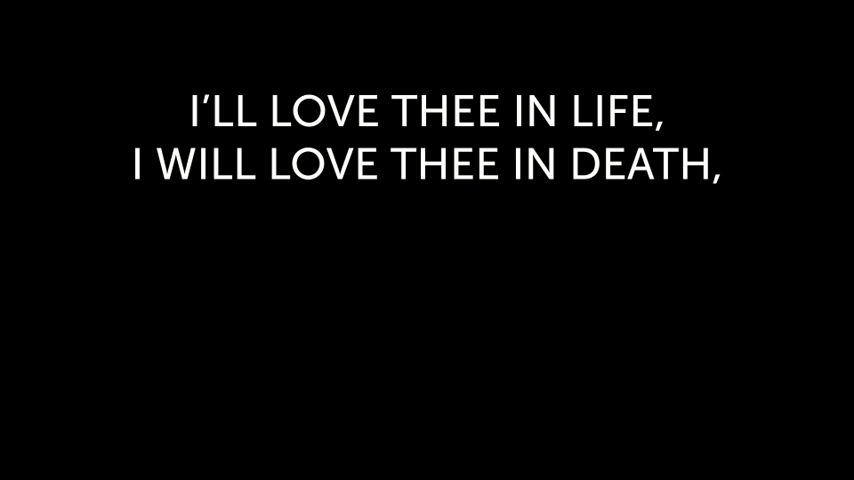 I’LL LOVE THEE IN LIFE,
I WILL LOVE THEE IN DEATH,